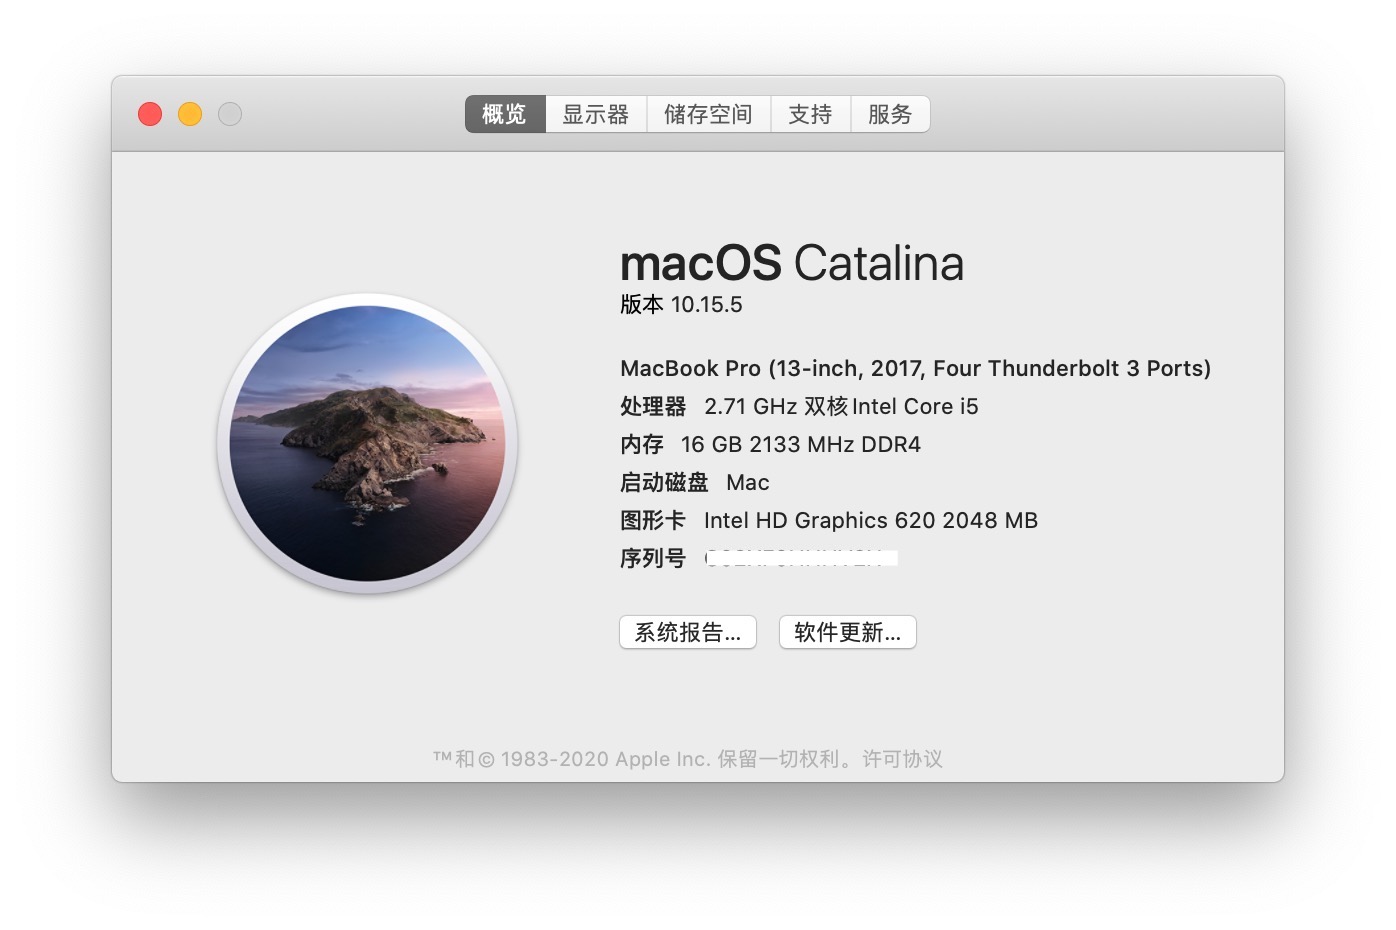 概览 显示器 储存空间 支持 服务
macOS Catalina
版本 10.15.5
MacBook Pro (13-inch, 2017, Four Thunderbolt 3 Ports)
处理器 2.71 GHz 双核Intel Core i5
内存 16 GB 2133 MHz DDR4
启动磁盘 Mac
图形卡 Intel HD Graphics 620 2048 MB
序列号
系统报告... 软件更新...
™和© 1983-2020 Apple Inc. 保留一切权利。许可协议